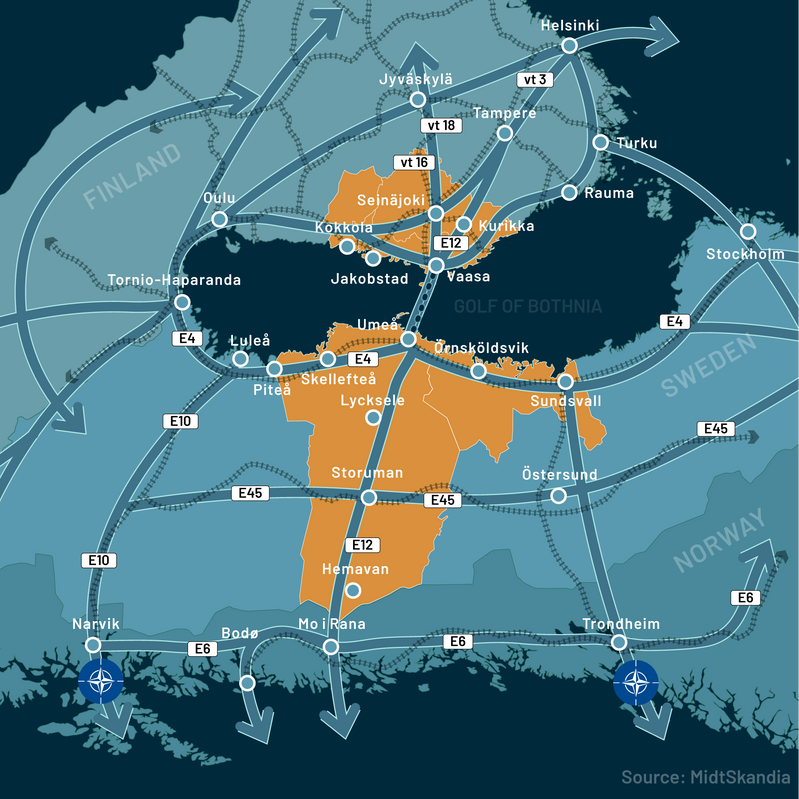 Helsinki
Jyväskylä
vt 3
Tampere
vt 18
Turku
FINLAND
vt 16
Oulu
Seinäjoki
Rauma
Kokkola
Kurikka
E12
Stockholm
Jakobstad
Vaasa
Tornio-Haparanda
GOLF OF BOTHNIA
Umeå
E4
E4
Luleå
Örnsköldsvik
E4
SWEDEN
Piteå
Skellefteå
Lycksele
Sundsvall
E10
E45
Storuman
Östersund
E45
E45
NORWAY
E12
E10
Hemavan
E6
Narvik
Bodø
Mo i Rana
Trondheim
E6
E6
Source: MidtSkandia